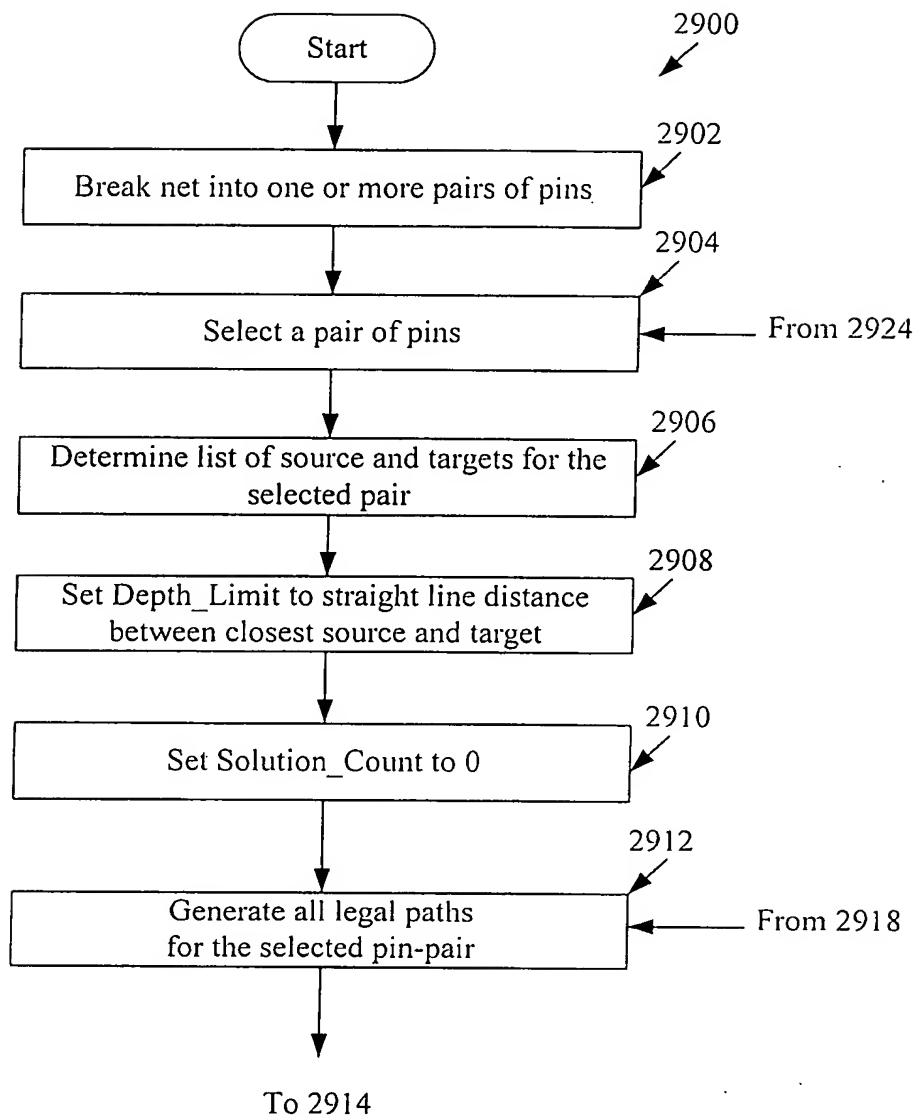 Start
2900
2902
Break net into one or more pairs of pins
2904
Select a pair of pins
From 2924
2906
Determine list of source and targets for the
selected pair
2908
Set Depth_Limit to straight line distance
between closest source and target
2910
Set Solution_Count to 0
2912
Generate all legal paths
for the selected pin-pair
From 2918
To 2914